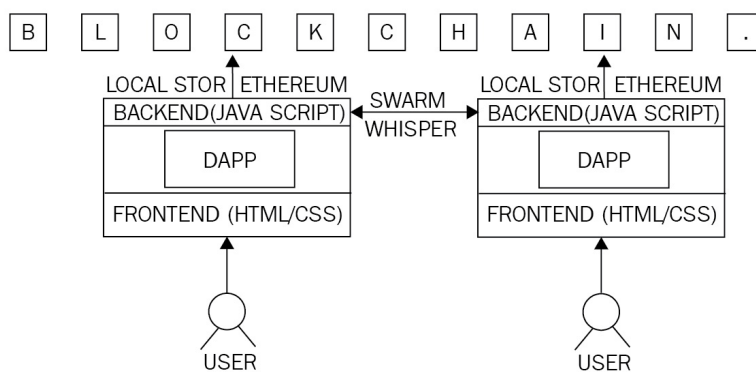 B L O C K C H A I N .
LOCAL STOR ETHEREUM
BACKEND(JAVA SCRIPT)
DAPP
FRONTEND (HTML/CSS)
USER
SWARM
WHISPER
LOCAL STOR ETHEREUM
BACKEND(JAVA SCRIPT)
DAPP
FRONTEND (HTML/CSS)
USER